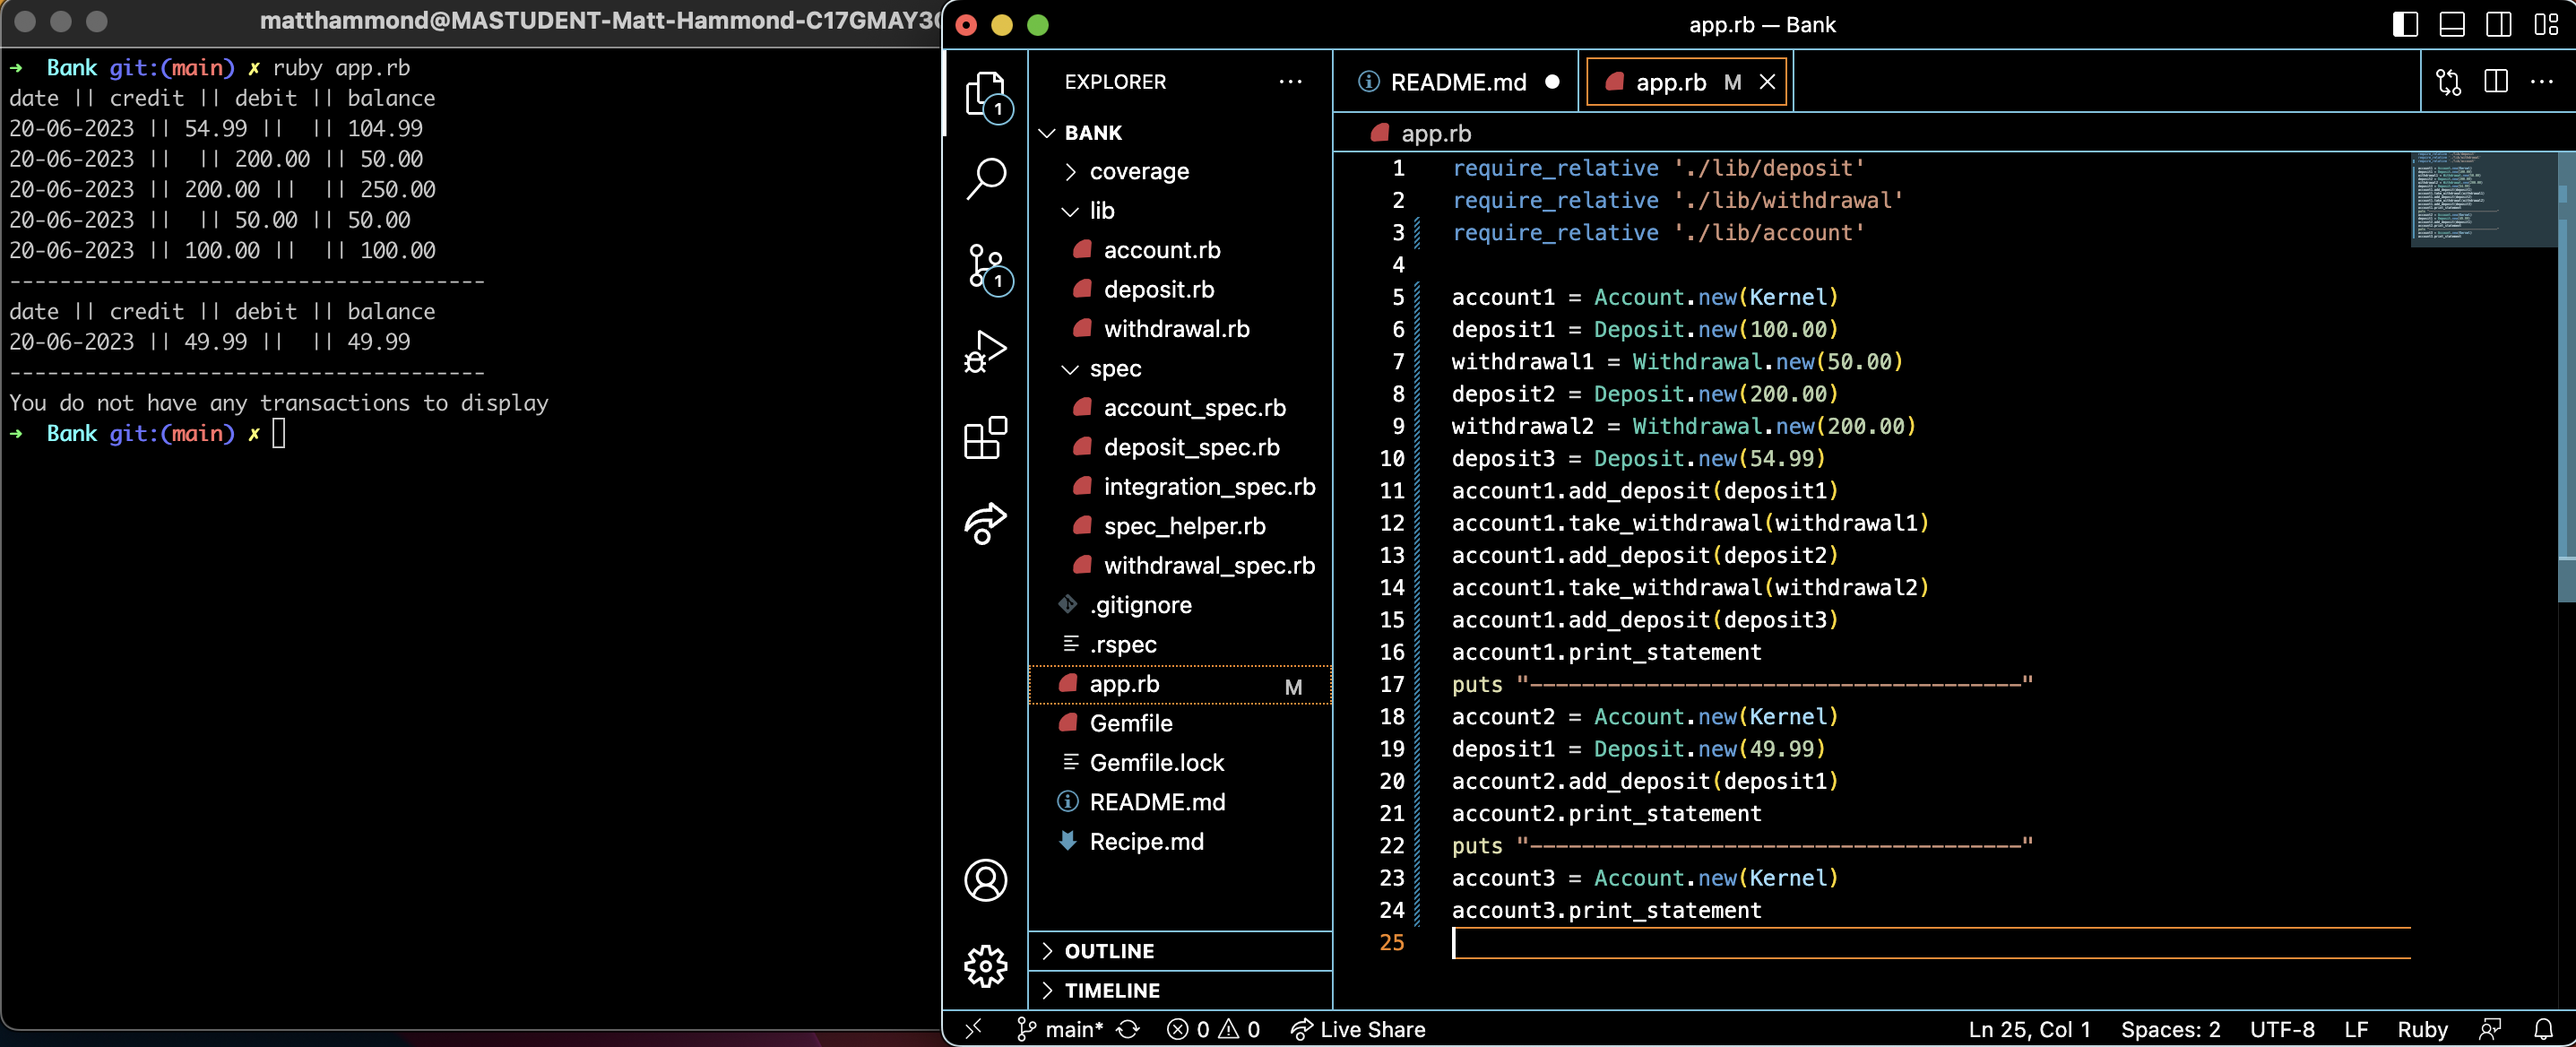 matthammond@MASTUDENT-Matt-Hammond-C17GMAY3
➜ Bank git:(main) ✗ ruby app.rb
date || credit || debit || balance
20-06-2023 || 54.99 ||  || 104.99
20-06-2023 ||  || 200.00 || 50.00
20-06-2023 || 200.00 ||  || 250.00
20-06-2023 ||  || 50.00 || 50.00
20-06-2023 || 100.00 ||  || 100.00
--------------------------------------
date || credit || debit || balance
20-06-2023 || 49.99 ||  || 49.99
--------------------------------------
You do not have any transactions to display
➜ Bank git:(main) ✗
app.rb — Bank
EXPLORER
1
BANK
coverage
lib
account.rb
deposit.rb
1
withdrawal.rb
spec
account_spec.rb
deposit_spec.rb
integration_spec.rb
spec_helper.rb
withdrawal_spec.rb
.gitignore
.rspec
app.rb M
Gemfile
Gemfile.lock
README.md
Recipe.md
OUTLINE
TIMELINE
README.md
app.rb M
app.rb
1 require_relative './lib/deposit'
2 require_relative './lib/withdrawal'
3 require_relative './lib/account'
4
5 account1 = Account.new(Kernel)
6 deposit1 = Deposit.new(100.00)
7 withdrawal1 = Withdrawal.new(50.00)
8 deposit2 = Deposit.new(200.00)
9 withdrawal2 = Withdrawal.new(200.00)
10 deposit3 = Deposit.new(54.99)
11 account1.add_deposit(deposit1)
12 account1.take_withdrawal(withdrawal1)
13 account1.add_deposit(deposit2)
14 account1.take_withdrawal(withdrawal2)
15 account1.add_deposit(deposit3)
16 account1.print_statement
17 puts "--------------------------------------"
18 account2 = Account.new(Kernel)
19 deposit1 = Deposit.new(49.99)
20 account2.add_deposit(deposit1)
21 account2.print_statement
22 puts "--------------------------------------"
23 account3 = Account.new(Kernel)
24 account3.print_statement
25
main* 0 0 Live Share
Ln 25, Col 1 Spaces: 2 UTF-8 LF Ruby